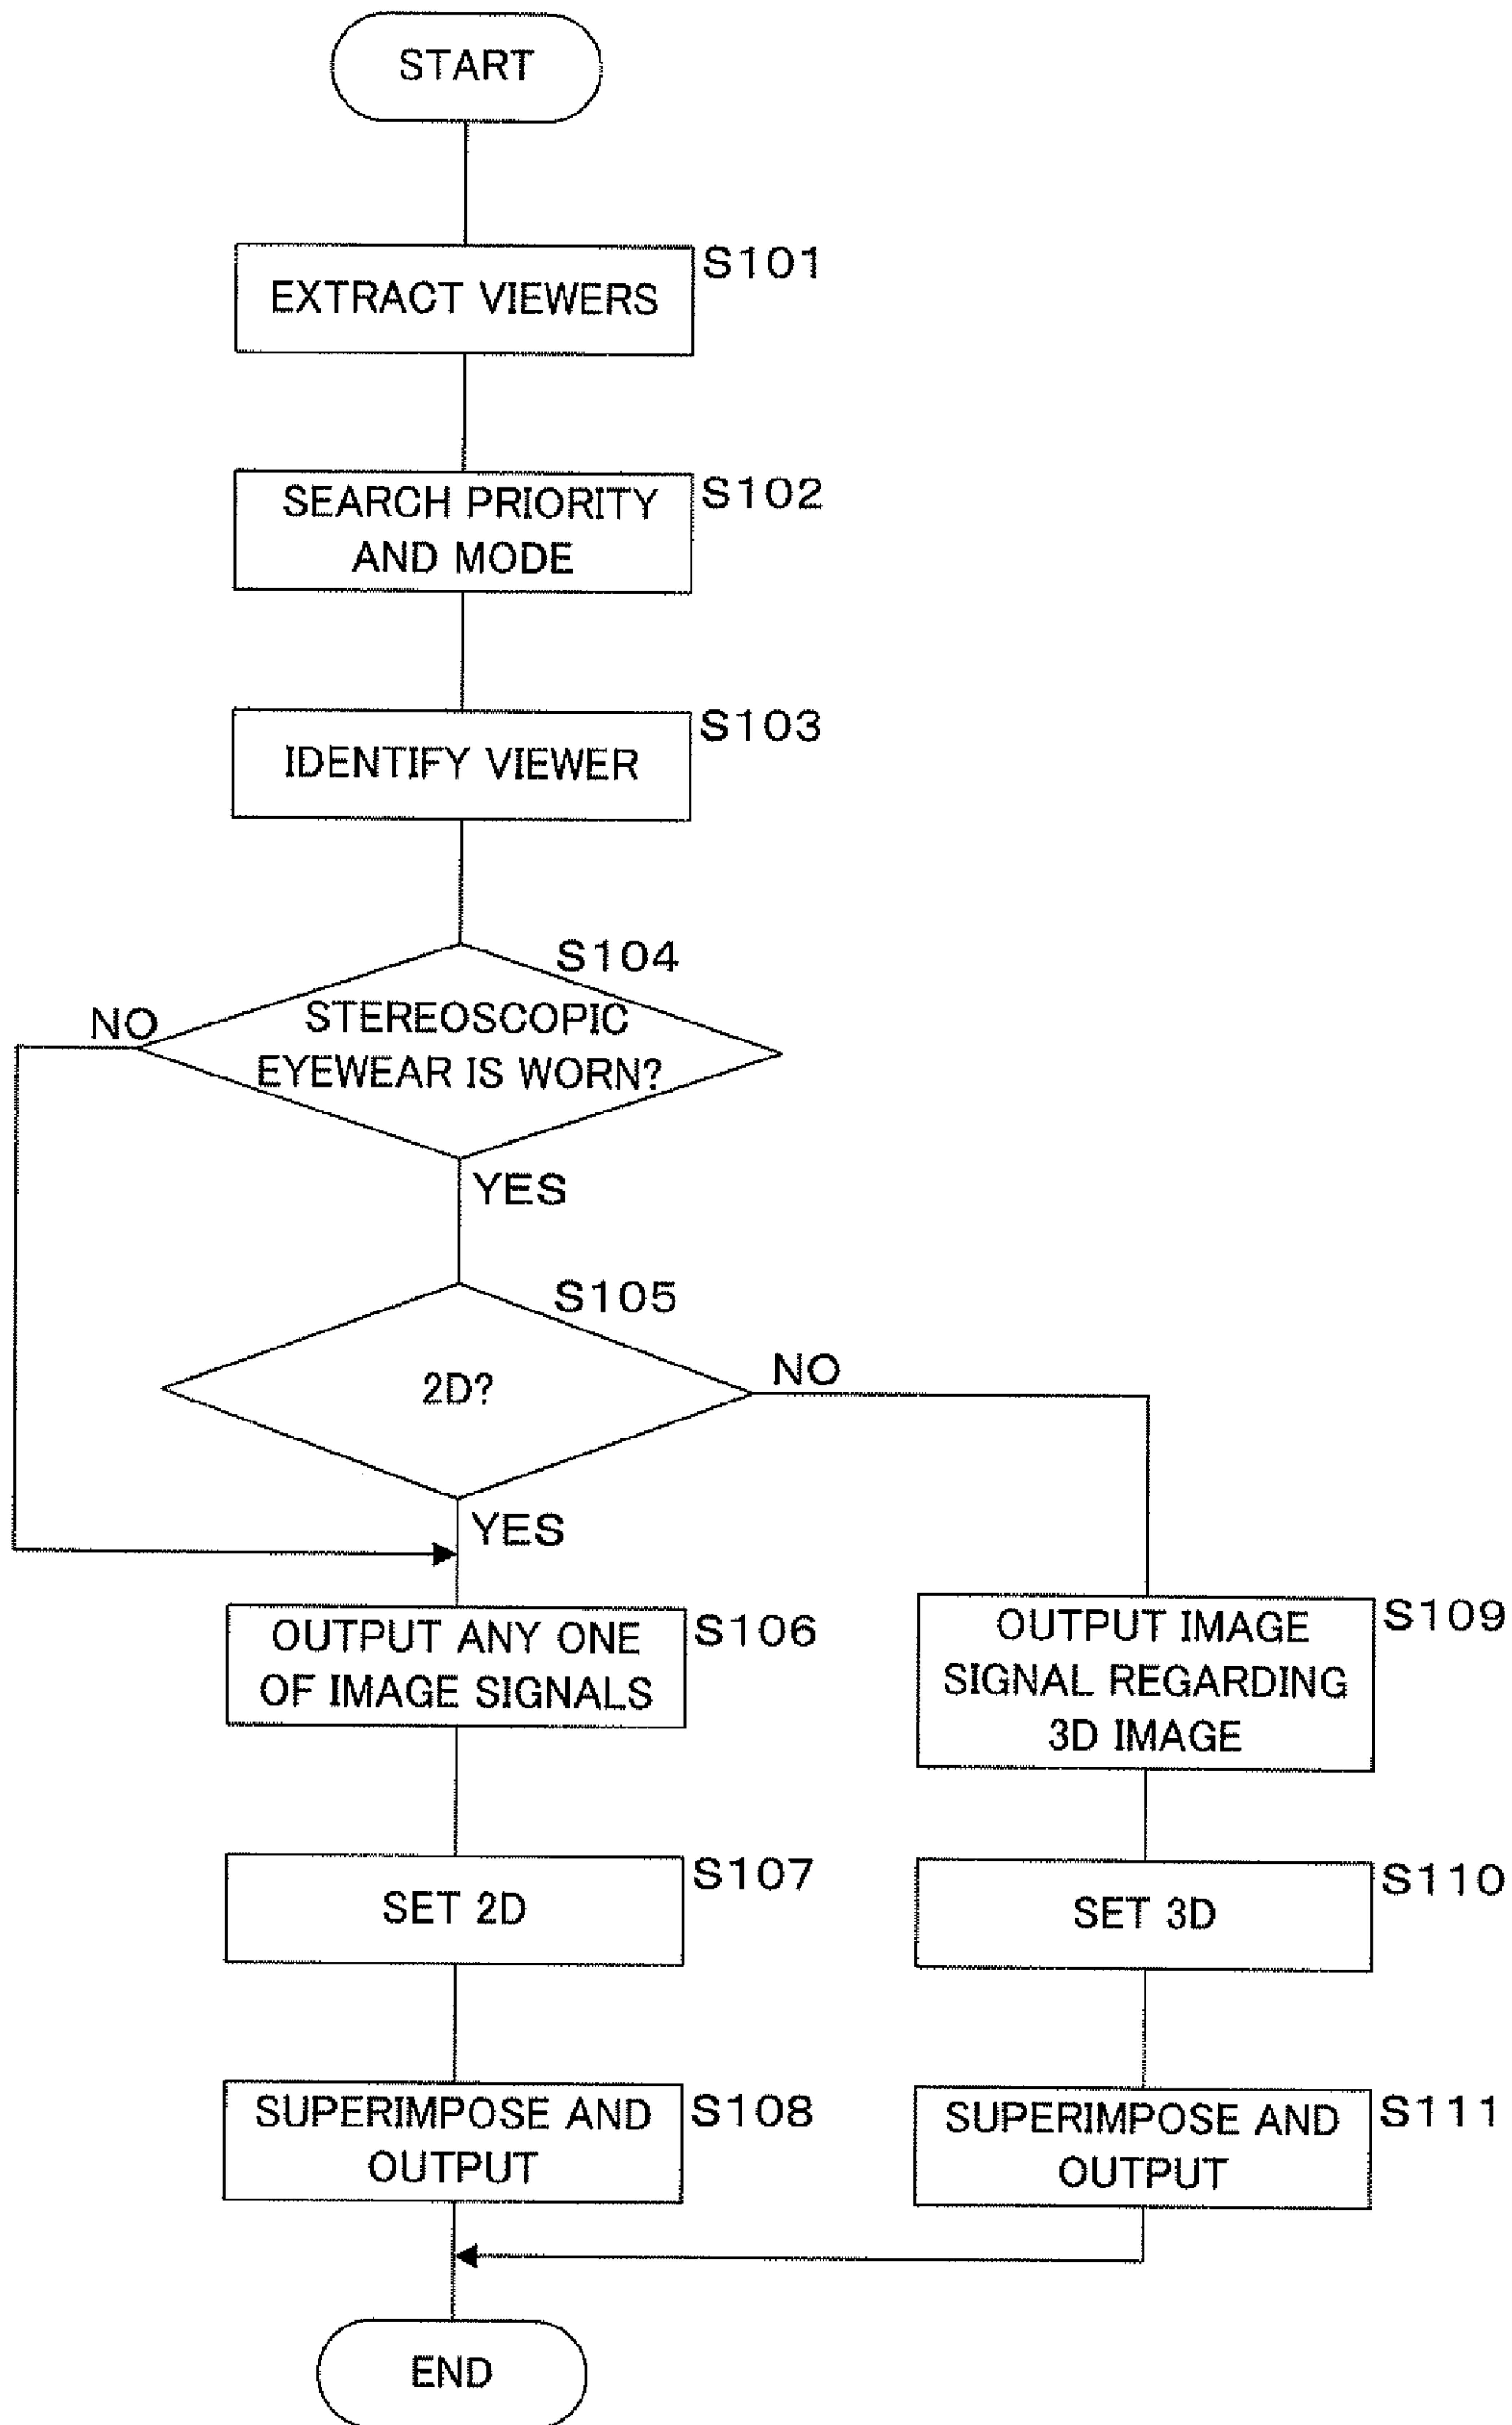 START
EXTRACT VIEWERS
S101
SEARCH PRIORITY
AND MODE
S102
IDENTIFY VIEWER
S103
S104
STEREOSCOPIC
EYEWEAR IS WORN?
NO
YES
S105
2D?
NO
YES
OUTPUT ANY ONE
OF IMAGE SIGNALS
S106
SET 2D
S107
SUPERIMPOSE AND
OUTPUT
S108
OUTPUT IMAGE
SIGNAL REGARDING
3D IMAGE
S109
SET 3D
S110
SUPERIMPOSE AND
OUTPUT
S111
END